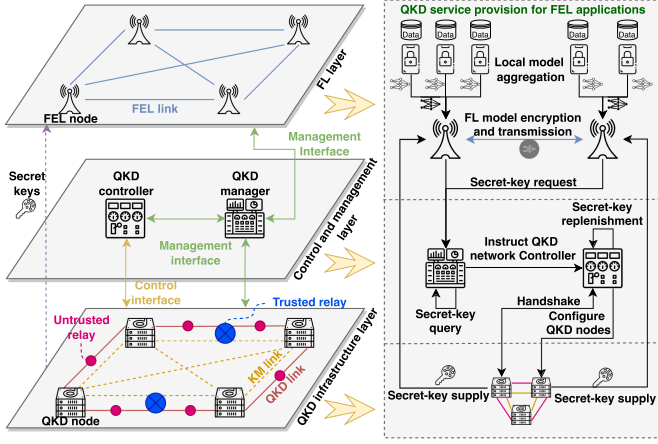 FL layer
FEL link
FEL node
Management
Interface
Secret
keys
QKD
controller
QKD
manager
Management
interface
Control and management
layer
Control
interface
Trusted relay
Untrusted
relay
KM link
QKD link
QKD node
QKD infrastructure layer
QKD service provision for FEL applications
Data
Data
Data
Data
Data
Local model
aggregation
FL model encryption
and transmission
Secret-key request
Secret-key
replenishment
Instruct QKD
network Controller
Secret-key
query
Handshake
Configure
QKD nodes
Secret-key supply
Secret-key supply